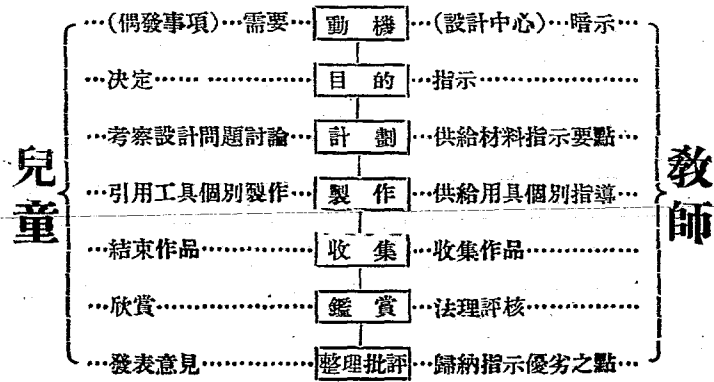 兒童
敎師
(偶發事項) 需要 動機 (設計中心) 暗示
决定 目的 指示
考察設計問題討論 計劃 供給材料指示要點
引用工具個別製作 製作 供給用具個別指導
結束作品 收集 收集作品
欣賞 鑑賞 法理評核
發表意見 整理批評 歸納指示優劣之點